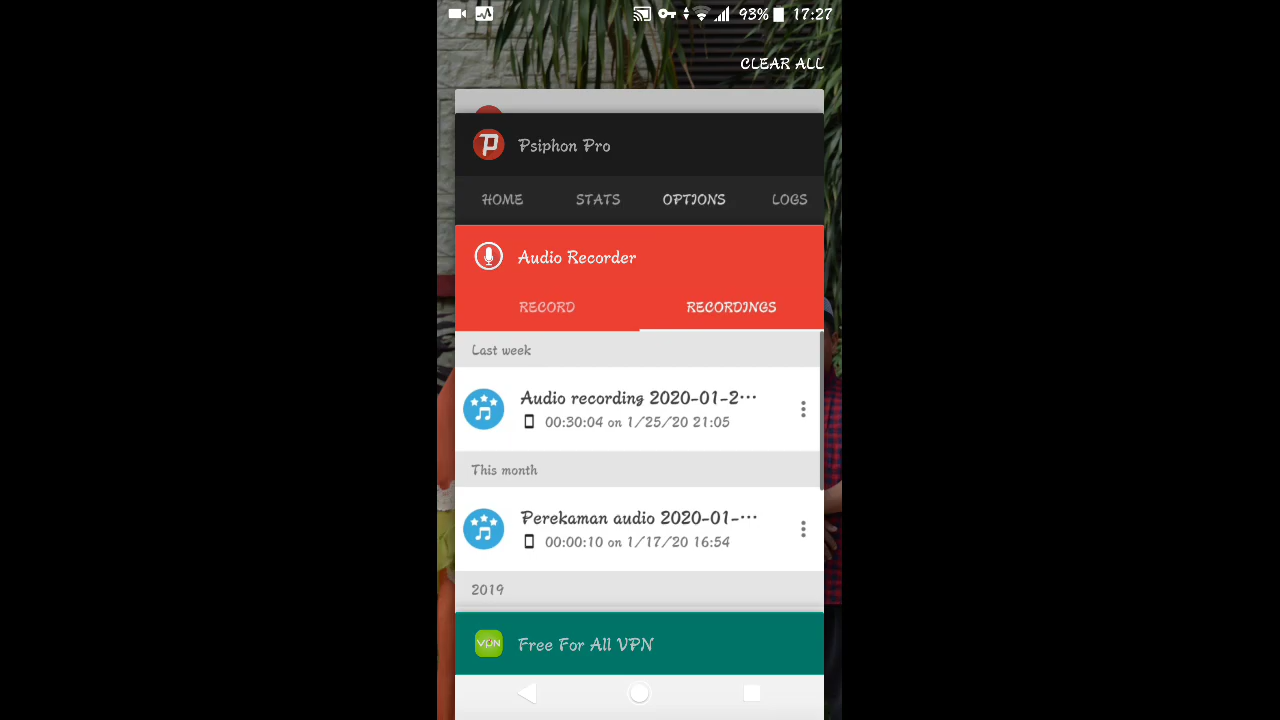 93% 17:27
CLEAR ALL
Psiphon Pro
HOME STATS OPTIONS LOGS
Audio Recorder
RECORD RECORDINGS
Last week
Audio recording 2020-01-2···
00:30:04 on 1/25/20 21:05
This month
Perekaman audio 2020-01-···
00:00:10 on 1/17/20 16:54
2019
VPN Free For All VPN